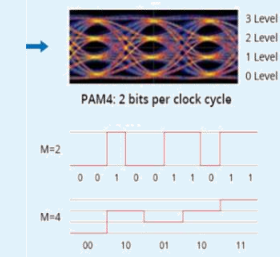 3 Level
2 Level
1 Level
0 Level
PAM4: 2 bits per clock cycle
M=2
0 0 1 0 0 1 1 0 1 1
M=4
00 10 01 10 11